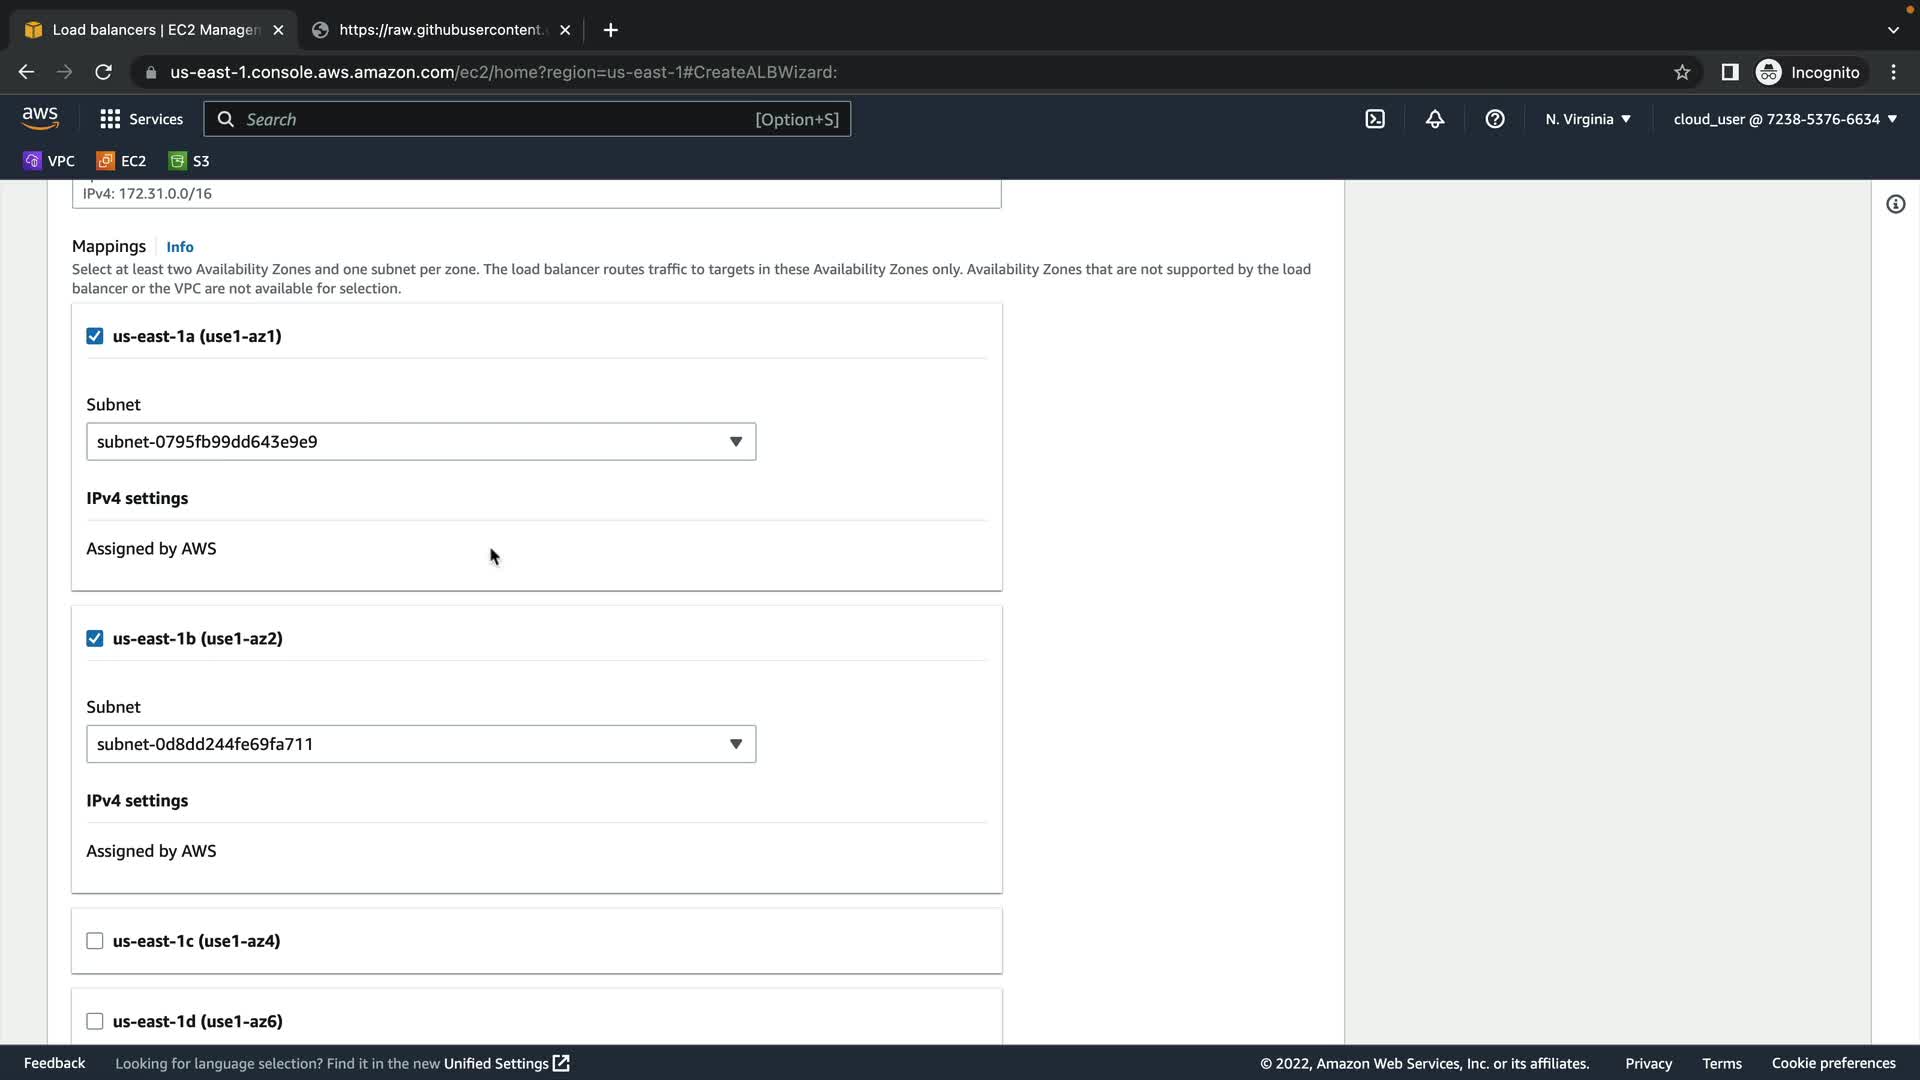 Load balancers | EC2 Manager
https://raw.githubusercontent.
us-east-1.console.aws.amazon.com/ec2/home?region=us-east-1#CreateALBWizard:
Incognito
aws
Services
Search
[Option+S]
N. Virginia
cloud_user @ 7238-5376-6634
VPC
EC2
S3
IPv4: 172.31.0.0/16
Mappings
Info
Select at least two Availability Zones and one subnet per zone. The load balancer routes traffic to targets in these Availability Zones only. Availability Zones that are not supported by the load
balancer or the VPC are not available for selection.
us-east-1a (use1-az1)
Subnet
subnet-0795fb99dd643e9e9
IPv4 settings
Assigned by AWS
us-east-1b (use1-az2)
Subnet
subnet-0d8dd244fe69fa711
IPv4 settings
Assigned by AWS
us-east-1c (use1-az4)
us-east-1d (use1-az6)
Feedback
Looking for language selection? Find it in the new Unified Settings
© 2022, Amazon Web Services, Inc. or its affiliates.
Privacy
Terms
Cookie preferences